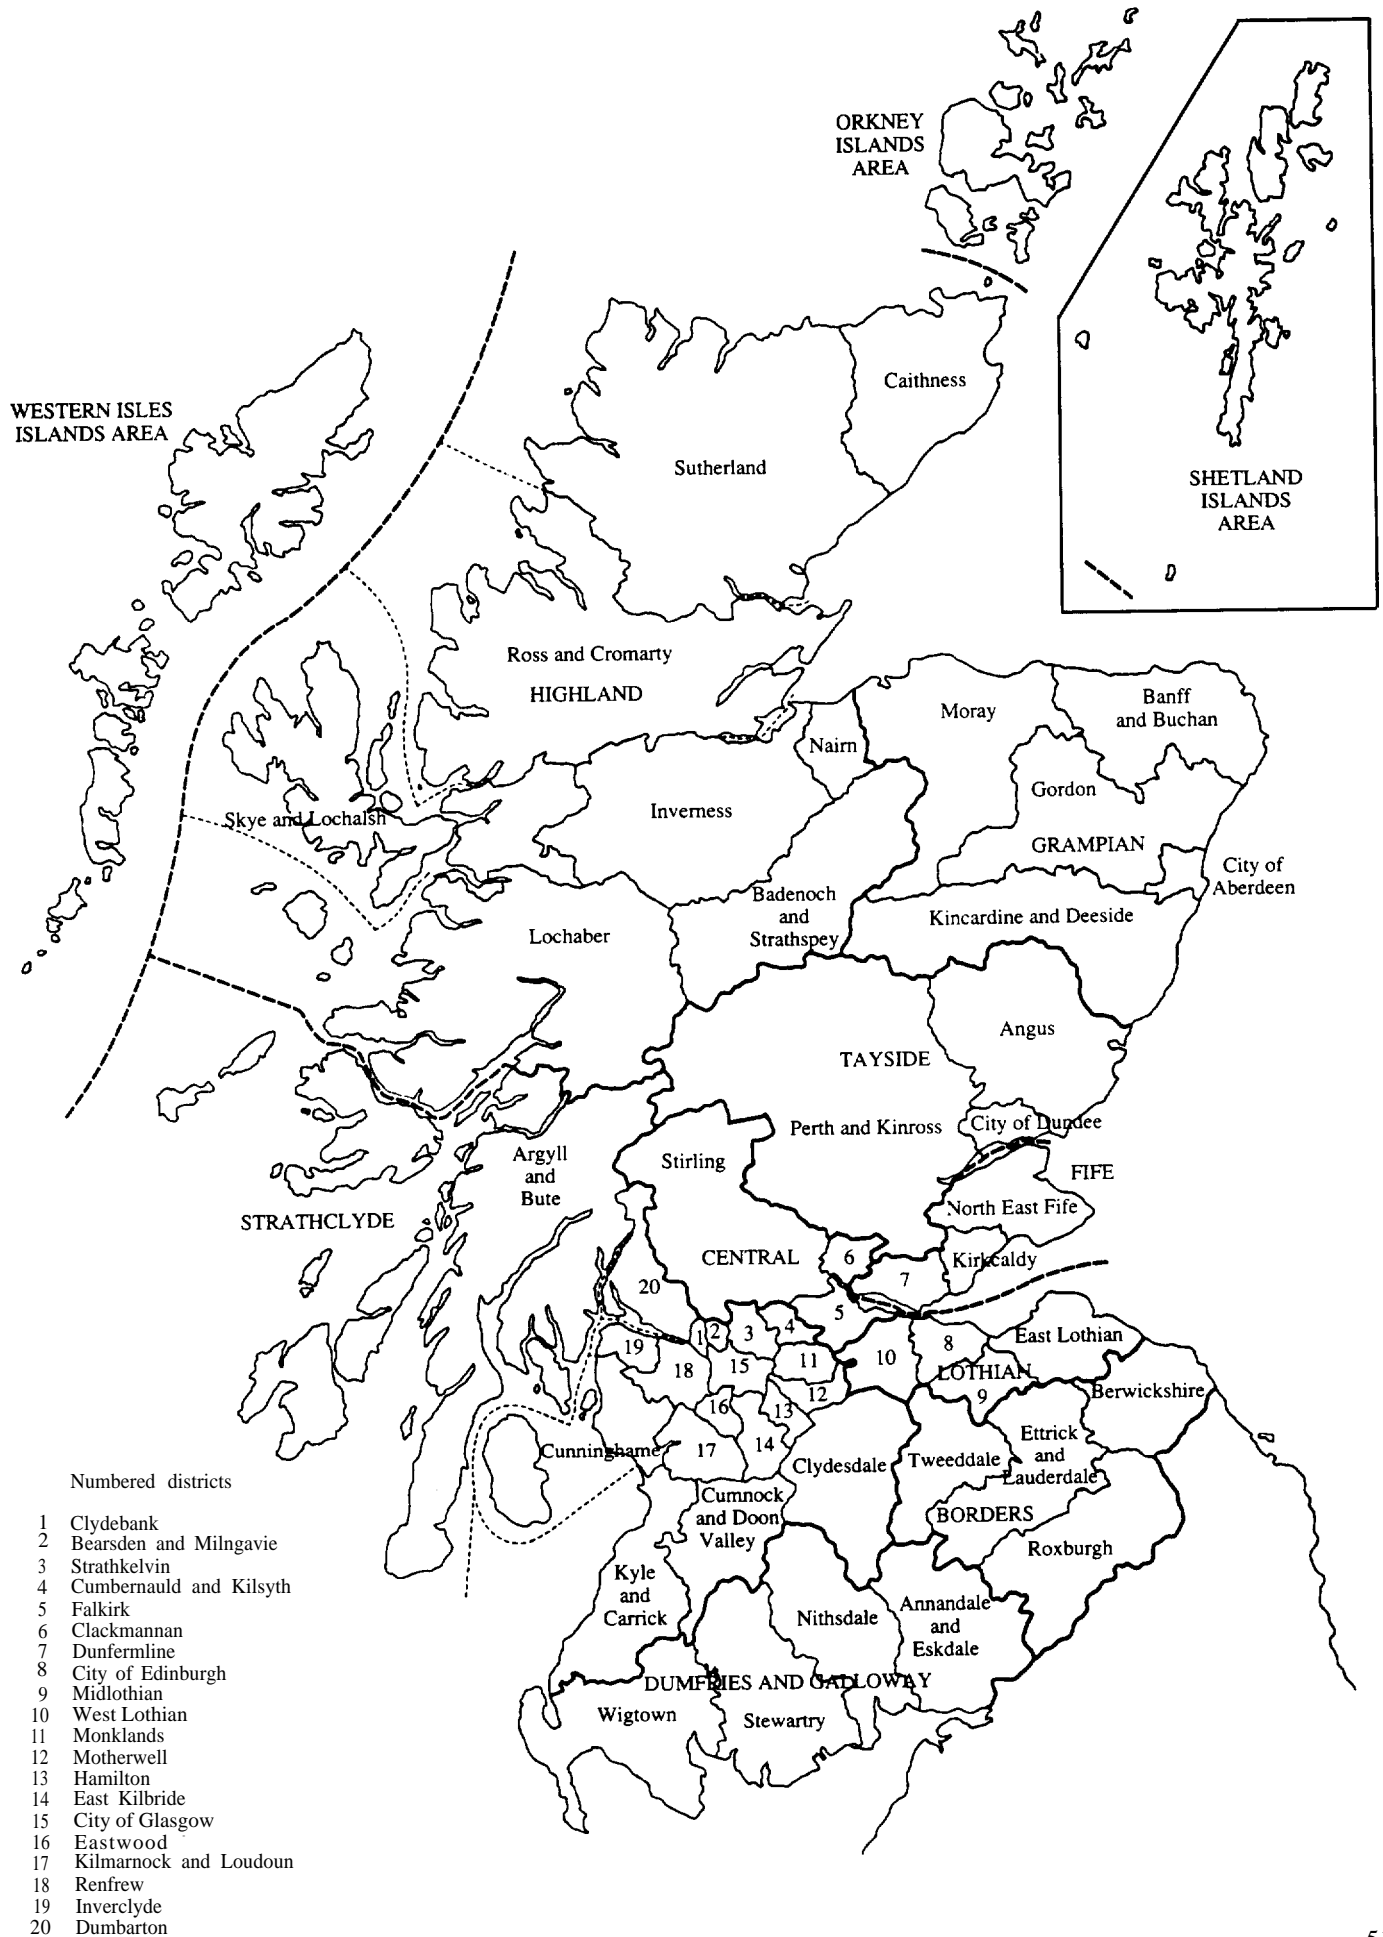 ORKNEY
ISLANDS
AREA
WESTERN ISLES
ISLANDS AREA
Caithness
Sutherland
SHETLAND
ISLANDS
AREA
Ross and Cromarty
HIGHLAND
Moray
Banff
and Buchan
Nairn
Gordon
Inverness
Skye and Lochalsh
GRAMPIAN
City of
Aberdeen
Badenoch
and
Strathspey
Kincardine and Deeside
Lochaber
Angus
TAYSIDE
Perth and Kinross
City of Dundee
Argyll
and
Bute
Stirling
FIFE
North East Fife
STRATHCLYDE
CENTRAL
6
Kirkcaldy
7
20
5
1
2
3
4
8
East Lothian
19
18
15
11
10
LOTHIAN
9
12
Berwickshire
16
13
14
17
Cunninghame
Clydesdale
Tweeddale
Ettrick
and
Lauderdale
Cumnock
and Doon
Valley
BORDERS
Roxburgh
Kyle
and
Carrick
Nithsdale
Annandale
and
Eskdale
DUMFRIES AND GALLOWAY
Wigtown
Stewartry
Numbered districts
1 Clydebank
2 Bearsden and Milngavie
3 Strathkelvin
4 Cumbernauld and Kilsyth
5 Falkirk
6 Clackmannan
7 Dunfermline
8 City of Edinburgh
9 Midlothian
10 West Lothian
11 Monklands
12 Motherwell
13 Hamilton
14 East Kilbride
15 City of Glasgow
16 Eastwood
17 Kilmarnock and Loudoun
18 Renfrew
19 Inverclyde
20 Dumbarton